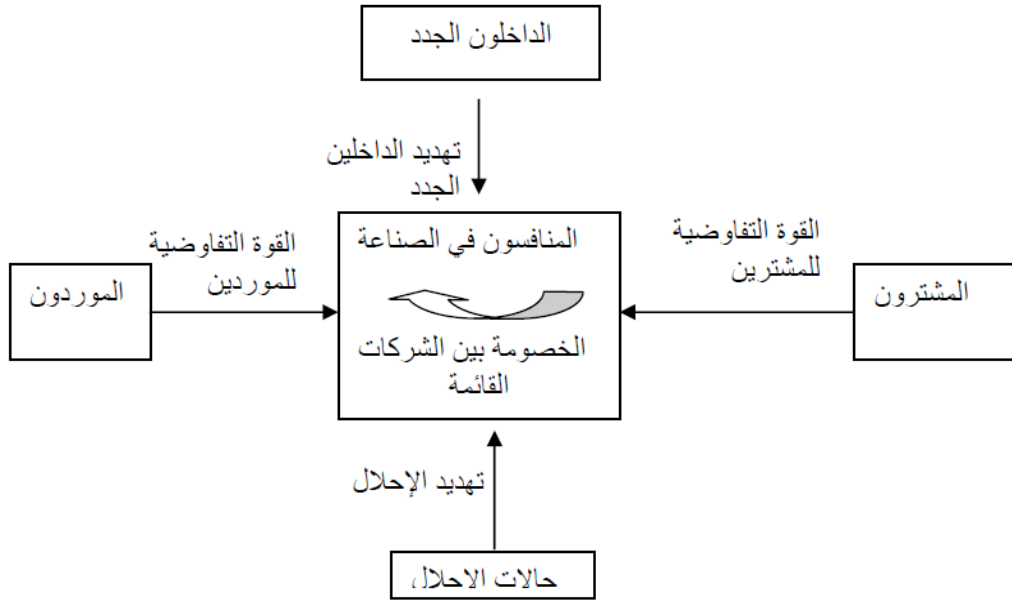 الداخلون الجدد
تهديد الداخلين
الجدد
المنافسون في الصناعة
الخصومة بين الشركات
القائمة
القوة التفاوضية
للمشترين
المشترون
القوة التفاوضية
للموردين
الموردون
تهديد الإحلال
حالات الاحلال